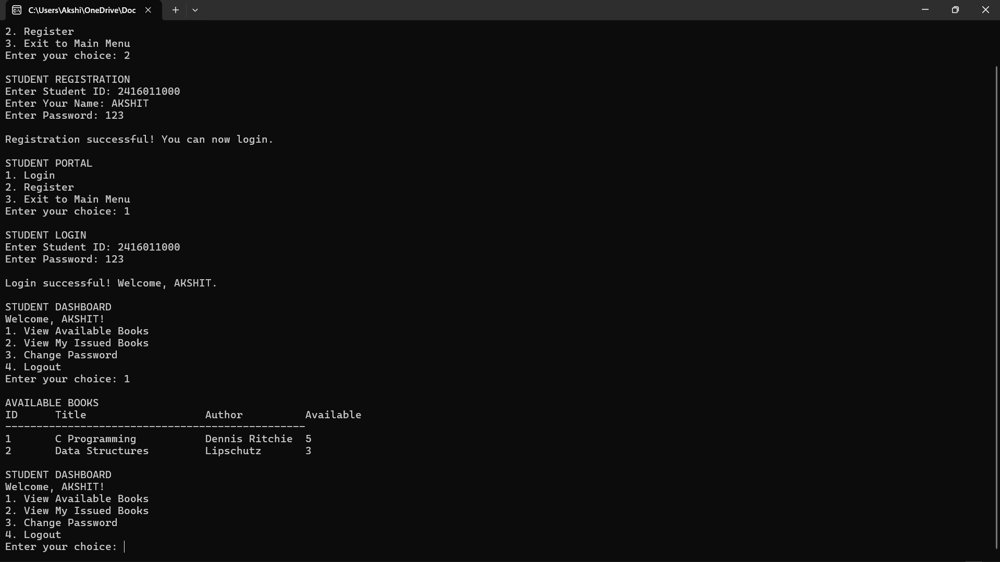 C:\Users\Akshi\OneDrive\Doc
2. Register
3. Exit to Main Menu
Enter your choice: 2

STUDENT REGISTRATION
Enter Student ID: 2416011000
Enter Your Name: AKSHIT
Enter Password: 123

Registration successful! You can now login.

STUDENT PORTAL
1. Login
2. Register
3. Exit to Main Menu
Enter your choice: 1

STUDENT LOGIN
Enter Student ID: 2416011000
Enter Password: 123

Login successful! Welcome, AKSHIT.

STUDENT DASHBOARD
Welcome, AKSHIT!
1. View Available Books
2. View My Issued Books
3. Change Password
4. Logout
Enter your choice: 1

AVAILABLE BOOKS
ID      Title                   Author          Available
------------------------------------------------
1       C Programming           Dennis Ritchie  5
2       Data Structures         Lipschutz       3

STUDENT DASHBOARD
Welcome, AKSHIT!
1. View Available Books
2. View My Issued Books
3. Change Password
4. Logout
Enter your choice: